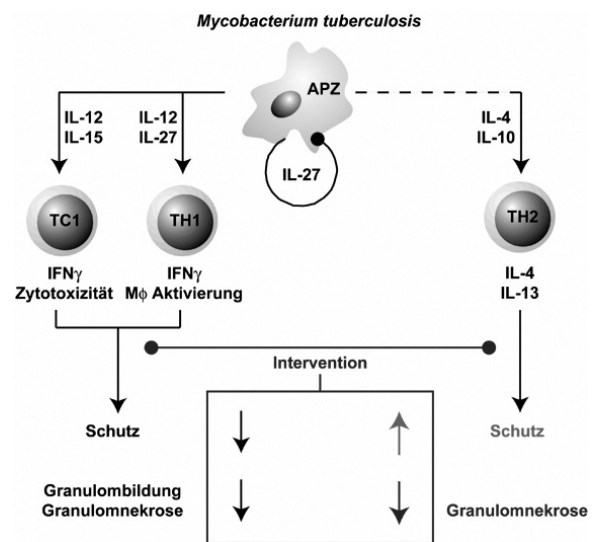 Mycobacterium tuberculosis
APZ
IL-12
IL-15
IL-12
IL-27
IL-4
IL-10
IL-27
TC1
TH1
TH2
IFNγ
Zytotoxizität
IFNγ
Mϕ Aktivierung
IL-4
IL-13
Intervention
Schutz
Schutz
Granulombildung
Granulomnekrose
Granulomnekrose